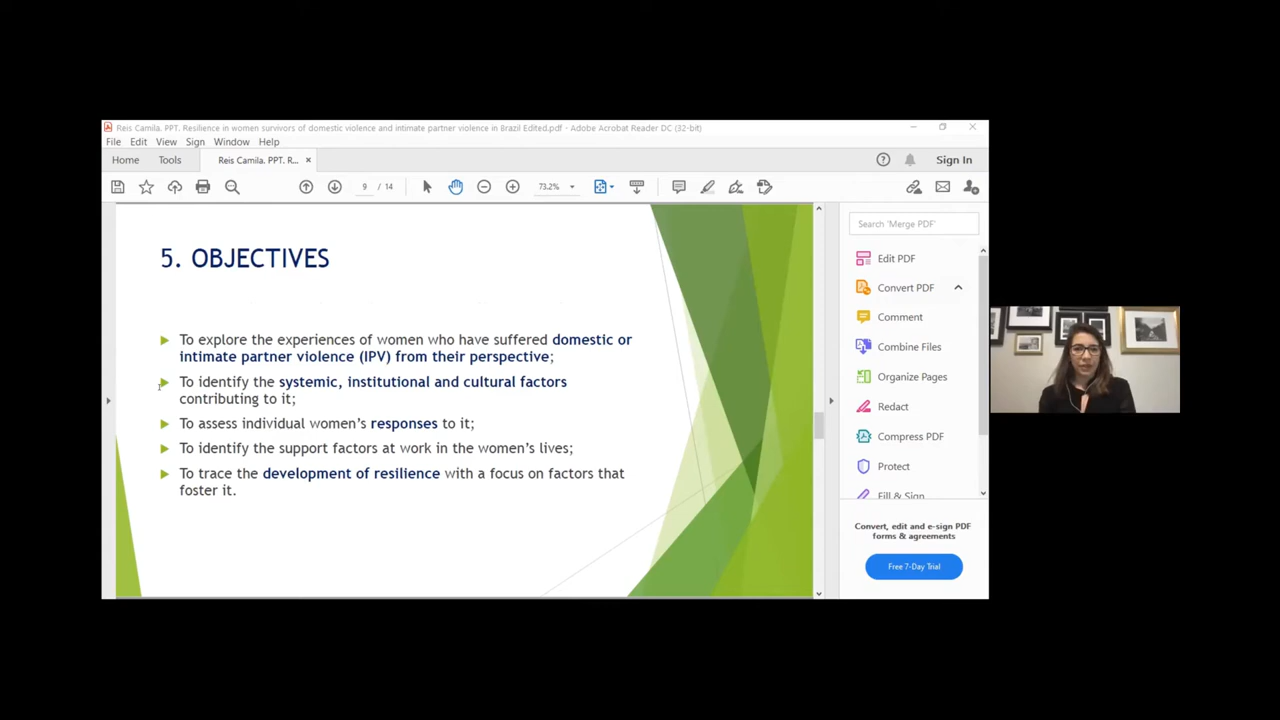 Reis Camila. PPT. Resilience in women survivors of domestic violence and intimate partner violence in Brazil Edited.pdf - Adobe Acrobat Reader DC (32-bit)
File Edit View Sign Window Help
Home Tools Reis Camila. PPT. R... × Sign In
9 / 14 73.2%
5. OBJECTIVES
To explore the experiences of women who have suffered domestic or
intimate partner violence (IPV) from their perspective;
To identify the systemic, institutional and cultural factors
contributing to it;
To assess individual women's responses to it;
To identify the support factors at work in the women's lives;
To trace the development of resilience with a focus on factors that
foster it.
Search 'Merge PDF'
Edit PDF
Convert PDF
Comment
Combine Files
Organize Pages
Redact
Compress PDF
Protect
Fill & Sign
Convert, edit and e-sign PDF
forms & agreements
Free 7-Day Trial